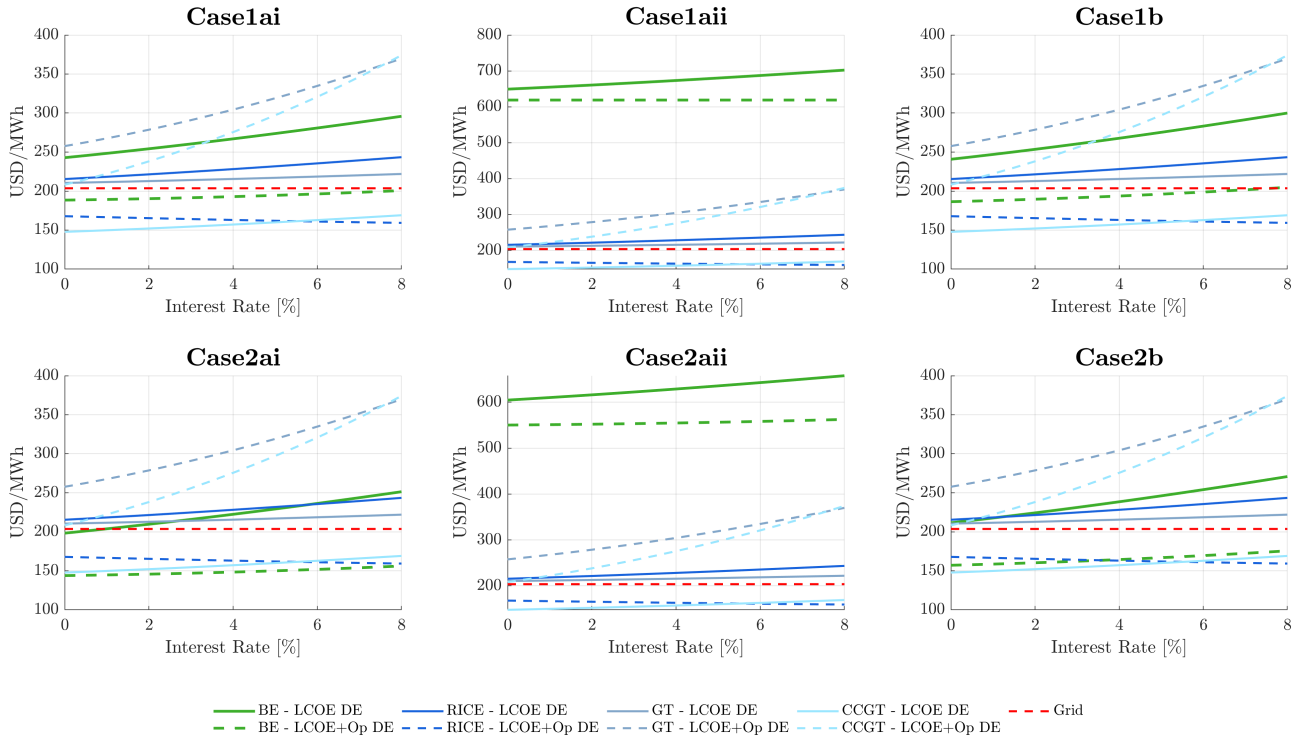 Case1ai
Case1aii
Case1b
400
350
300
250
200
150
100
USD/MWh
0 2 4 6 8
Interest Rate [%]
800
700
600
500
400
300
200
USD/MWh
0 2 4 6 8
Interest Rate [%]
400
350
300
250
200
150
100
USD/MWh
0 2 4 6 8
Interest Rate [%]
Case2ai
Case2aii
Case2b
400
350
300
250
200
150
100
USD/MWh
0 2 4 6 8
Interest Rate [%]
600
500
400
300
200
USD/MWh
0 2 4 6 8
Interest Rate [%]
400
350
300
250
200
150
100
USD/MWh
0 2 4 6 8
Interest Rate [%]
BE - LCOE DE RICE - LCOE DE GT - LCOE DE CCGT - LCOE DE Grid
BE - LCOE+Op DE RICE - LCOE+Op DE GT - LCOE+Op DE CCGT - LCOE+Op DE